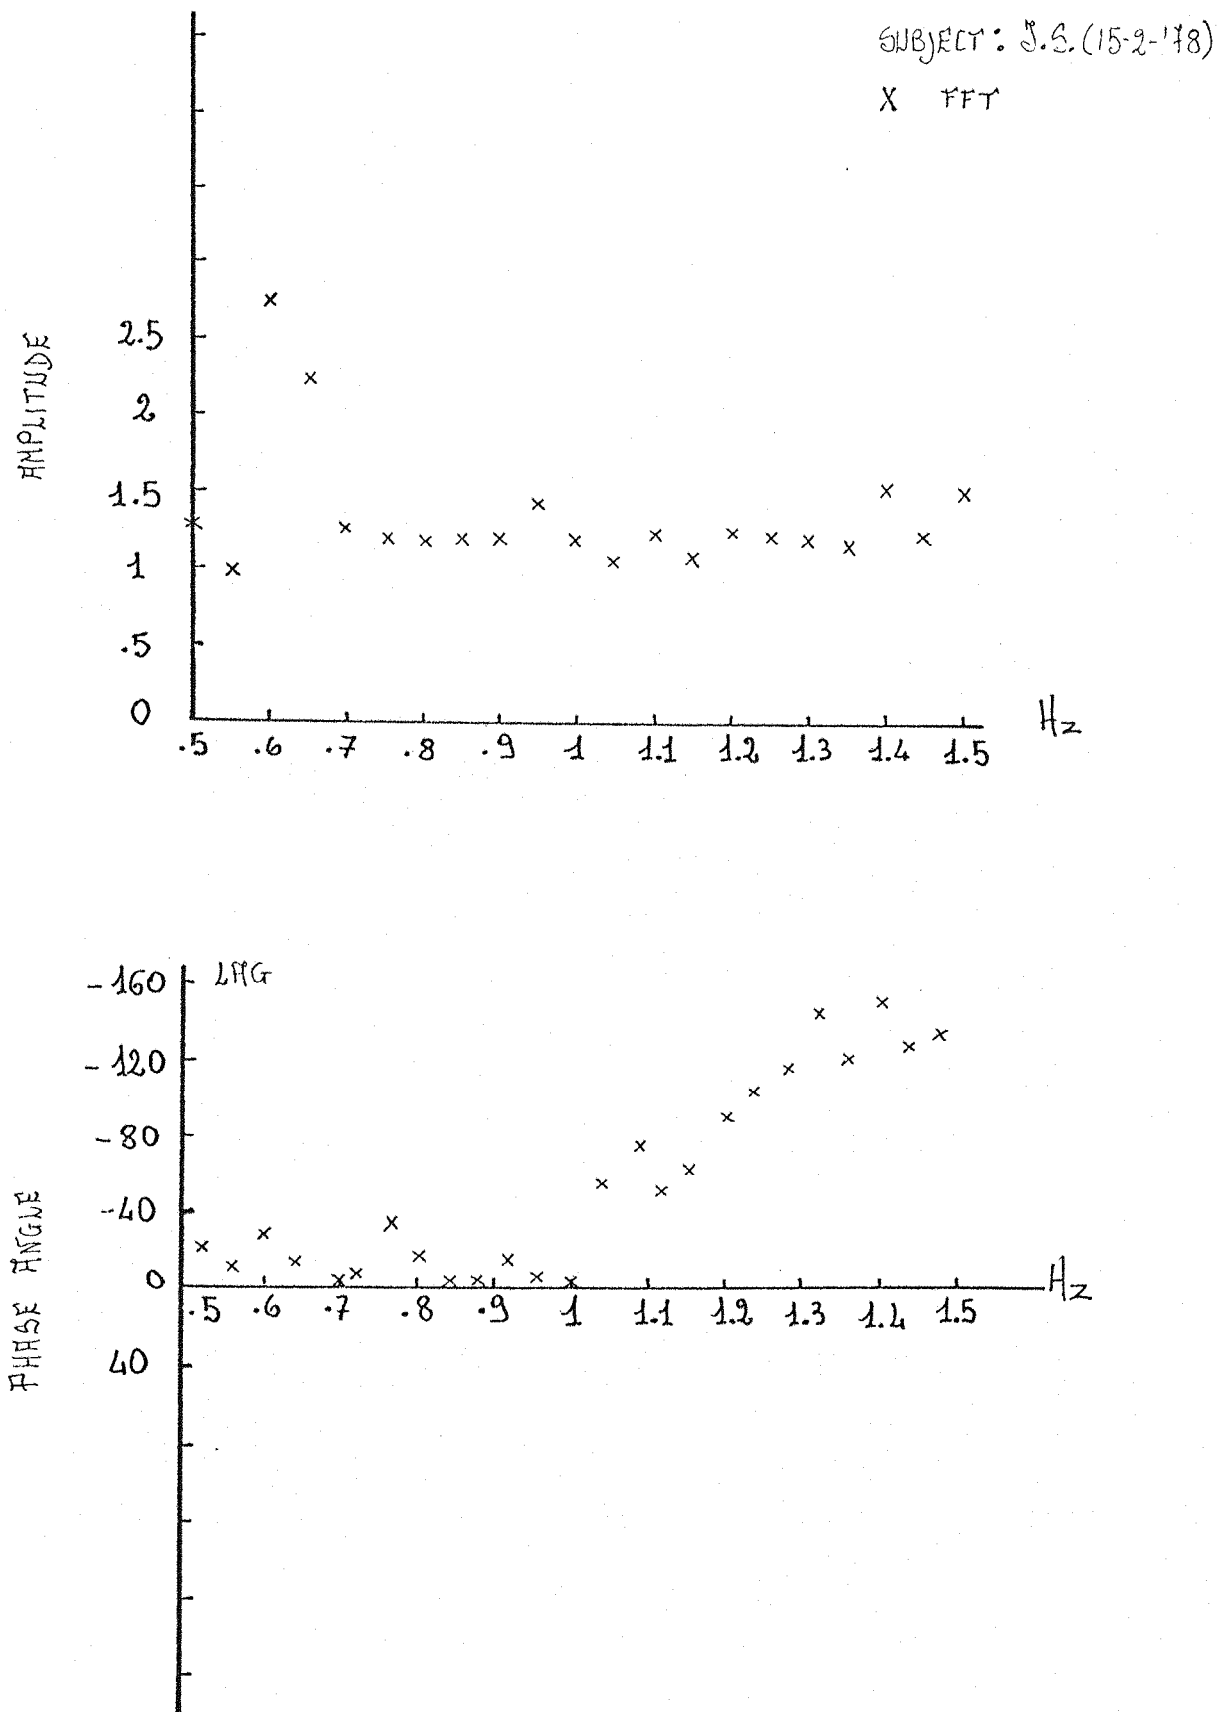 SUBJECT: J.S. (15-2-'78)
X FFT
AMPLITUDE
2.5
2
1.5
1
.5
0
.5 .6 .7 .8 .9 1 1.1 1.2 1.3 1.4 1.5 Hz
PHASE ANGLE
-160 LAG
-120
-80
-40
0
.5 .6 .7 .8 .9 1 1.1 1.2 1.3 1.4 1.5 Hz
40